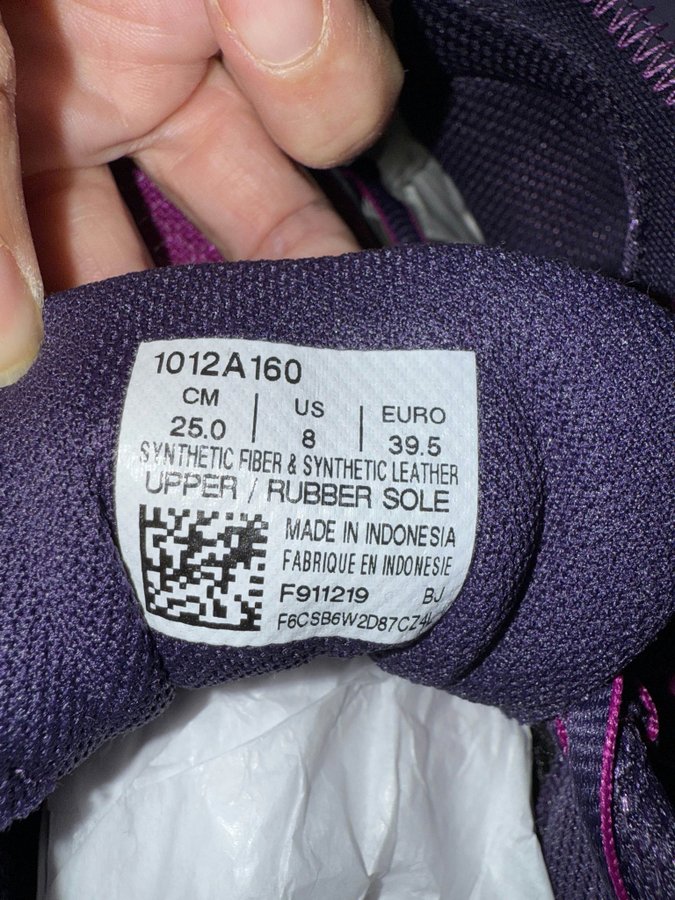 1012A160
CM | US | EURO
25.0 | 8 | 39.5
SYNTHETIC FIBER & SYNTHETIC LEATHER
UPPER / RUBBER SOLE
MADE IN INDONESIA
FABRIQUE EN INDONESIE
F911219 BJ